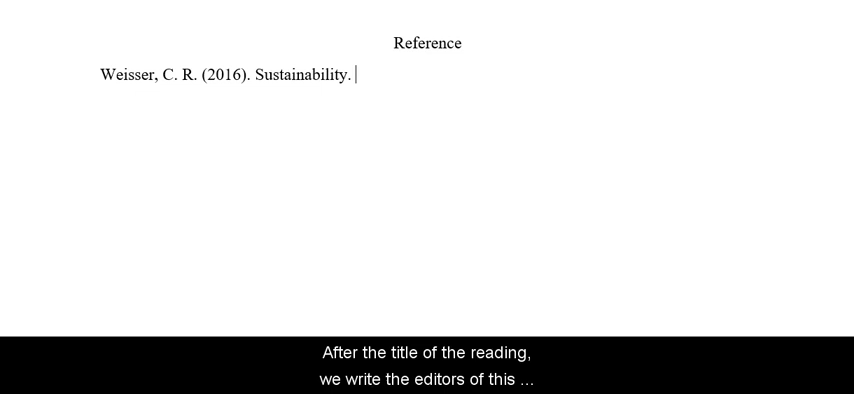 Reference
Weisser, C. R. (2016). Sustainability.
After the title of the reading,
we write the editors of this ...